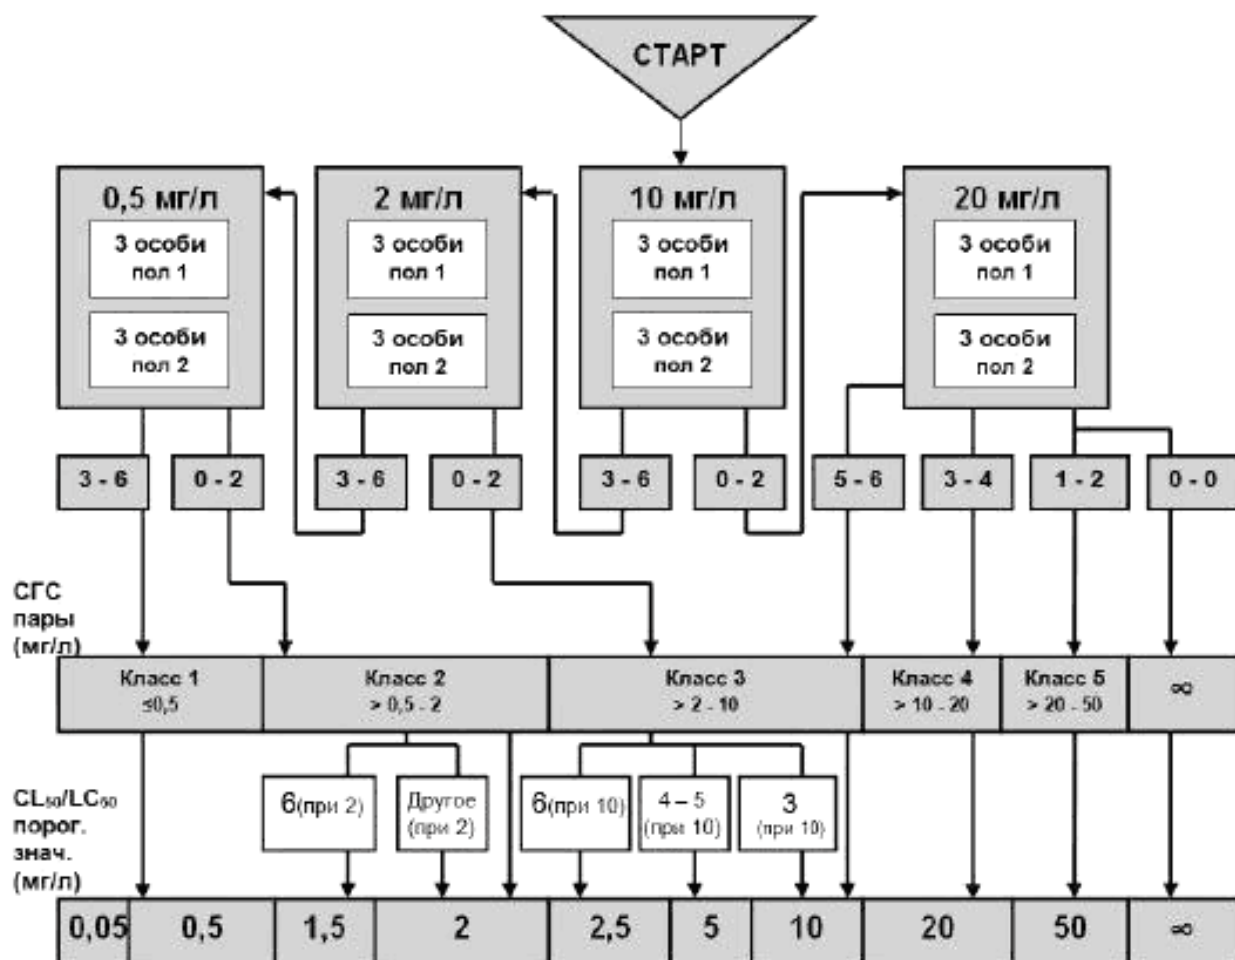 СТАРТ
0,5 мг/л
2 мг/л
10 мг/л
20 мг/л
3 особи
пол 1
3 особи
пол 1
3 особи
пол 1
3 особи
пол 1
3 особи
пол 2
3 особи
пол 2
3 особи
пол 2
3 особи
пол 2
3 - 6
0 - 2
3 - 6
0 - 2
3 - 6
0 - 2
5 - 6
3 - 4
1 - 2
0 - 0
СГС
пары
(мг/л)
Класс 1
≤0,5
Класс 2
> 0,5 - 2
Класс 3
> 2 - 10
Класс 4
> 10 - 20
Класс 5
> 20 - 50
∞
CL₅₀/LC₅₀
порог.
знач.
(мг/л)
6(при 2)
Другое
(при 2)
6(при 10)
4 – 5
(при 10)
3
(при 10)
0,05
0,5
1,5
2
2,5
5
10
20
50
∞